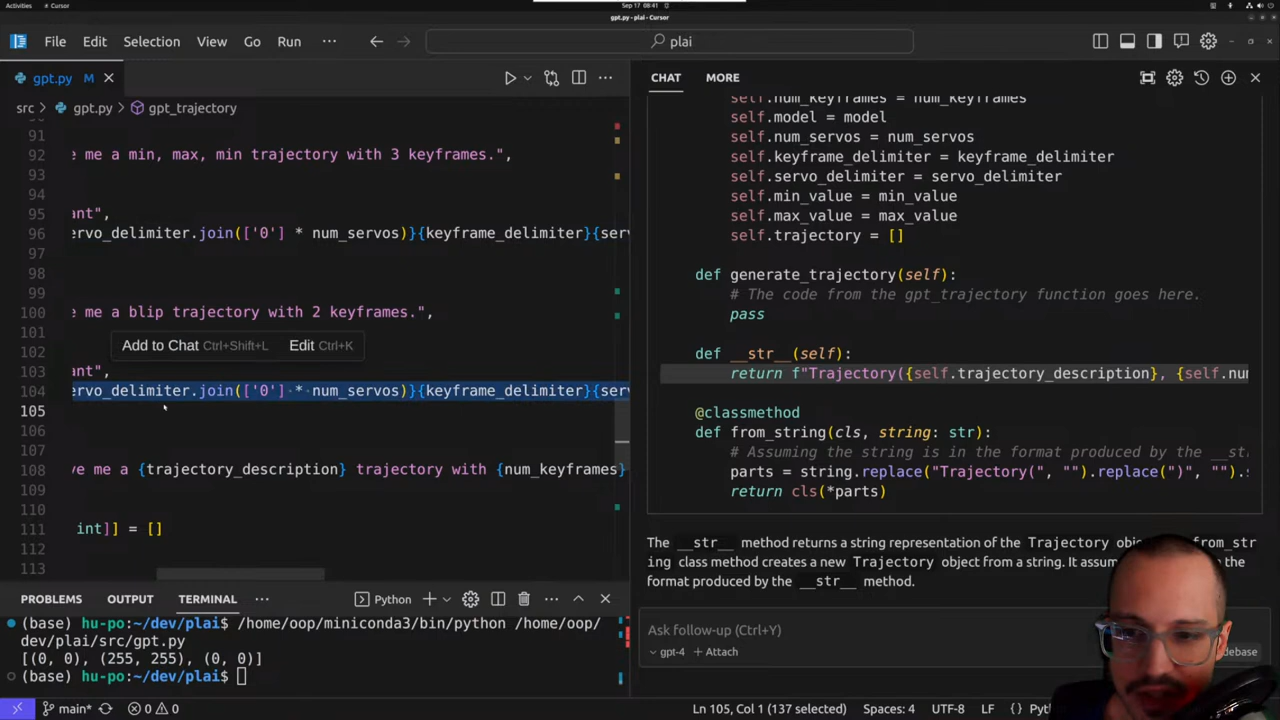 Activities
Cursor
Sep 17 08:41
gpt.py - plai - Cursor
File Edit Selection View Go Run ···
plai
gpt.py M
src > gpt.py > gpt_trajectory
CHAT MORE
91
92 e me a min, max, min trajectory with 3 keyframes.",
93
94
95 ant",
96 ervo_delimiter.join(['0'] * num_servos)}{keyframe_delimiter}{ser
97
98
99
100 e me a blip trajectory with 2 keyframes.",
101
102
Add to Chat Ctrl+Shift+L Edit Ctrl+K
103 ant",
104 ervo_delimiter.join(['0'] * num_servos)}{keyframe_delimiter}{serv
105
106
107
108 ve me a {trajectory_description} trajectory with {num_keyframes}
109
110
111 int]] = []
112
113
self.num_keyframes = num_keyframes
self.model = model
self.num_servos = num_servos
self.keyframe_delimiter = keyframe_delimiter
self.servo_delimiter = servo_delimiter
self.min_value = min_value
self.max_value = max_value
self.trajectory = []
def generate_trajectory(self):
# The code from the gpt_trajectory function goes here.
pass
def __str__(self):
return f"Trajectory({self.trajectory_description}, {self.num
@classmethod
def from_string(cls, string: str):
# Assuming the string is in the format produced by the __st
parts = string.replace("Trajectory(", "").replace(")", "").s
return cls(*parts)
The __str__ method returns a string representation of the Trajectory
ing class method creates a new Trajectory object from a string. It
format produced by the __str__ method.
Ask follow-up (Ctrl+Y)
gpt-4 + Attach
PROBLEMS OUTPUT TERMINAL ···
Python
(base) hu-po:~/dev/plai$ /home/oop/miniconda3/bin/python /home/oop/
dev/plai/src/gpt.py
[(0, 0), (255, 255), (0, 0)]
(base) hu-po:~/dev/plai$
main* 0 0
Ln 105, Col 1 (137 selected) Spaces: 4 UTF-8 LF